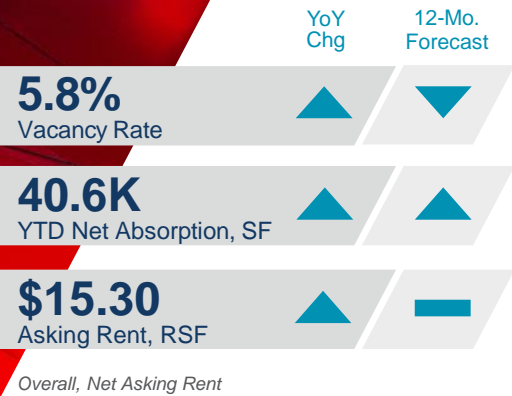 YoY
Chg
12-Mo.
Forecast
5.8%
Vacancy Rate
40.6K
YTD Net Absorption, SF
$15.30
Asking Rent, RSF
Overall, Net Asking Rent